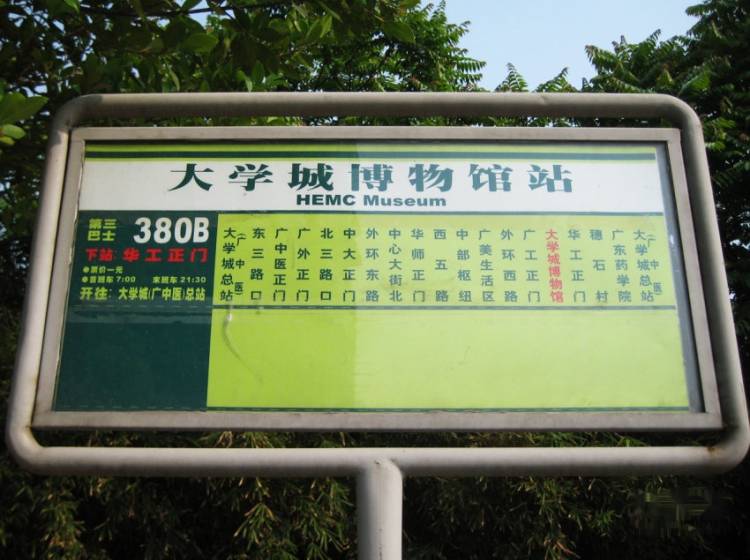 大学城博物馆站
HEMC Museum
第三巴士 380B
下站：华工正门
●票价一元
●首班车 7:00 末班车 21:30
开往：大学城(广中医)总站
大学城总站(广中医)
东三路口
广中医正门
广外正门
北三路口
中大正门
外环东路
中心大街北
华师正门
西五路
中部枢纽
广美生活区
外环西路
广工正门
大学城博物馆
华工正门
穗石村
广东药学院
大学城总站(广中医)